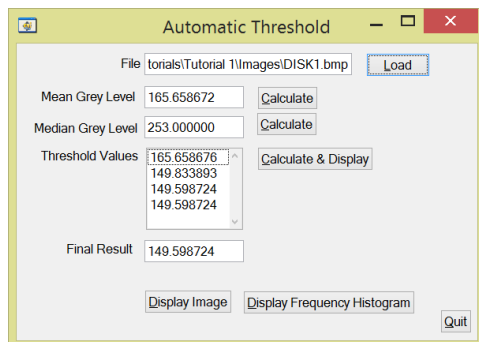 Automatic Threshold
File torials\Tutorial 1\Images\DISK1.bmp Load
Mean Grey Level 165.658672 Calculate
Median Grey Level 253.000000 Calculate
Threshold Values 165.658676 Calculate & Display
149.833893
149.598724
149.598724
Final Result 149.598724
Display Image Display Frequency Histogram
Quit